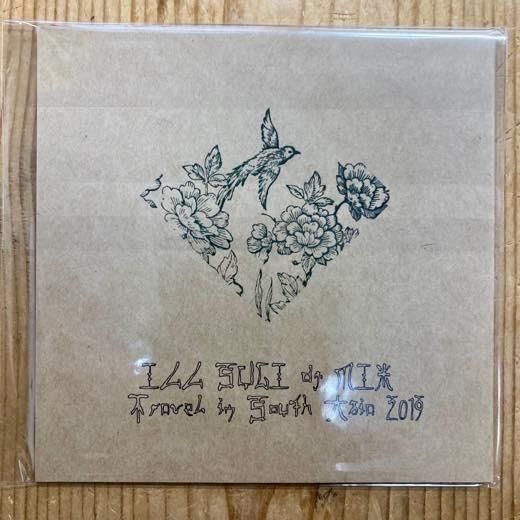 ILL SUGI dj MIX
Travel in South Asia 2019